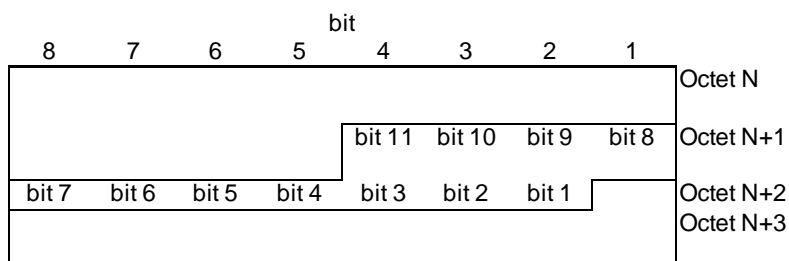 bit
8 7 6 5 4 3 2 1
Octet N
bit 11 bit 10 bit 9 bit 8 Octet N+1
bit 7 bit 6 bit 5 bit 4 bit 3 bit 2 bit 1 Octet N+2
Octet N+3